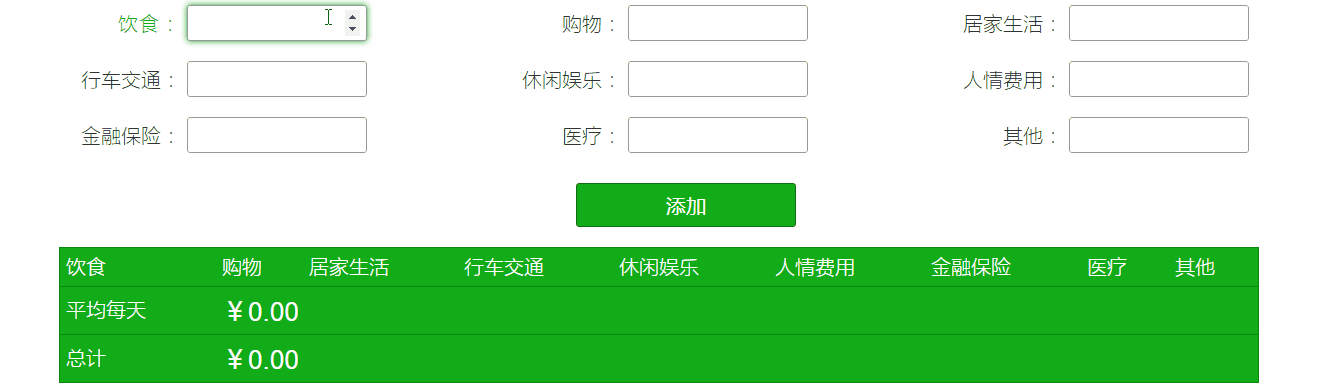 饮食： 购物： 居家生活：
行车交通： 休闲娱乐： 人情费用：
金融保险： 医疗： 其他：
添加
饮食 购物 居家生活 行车交通 休闲娱乐 人情费用 金融保险 医疗 其他
平均每天 ￥0.00
总计 ￥0.00